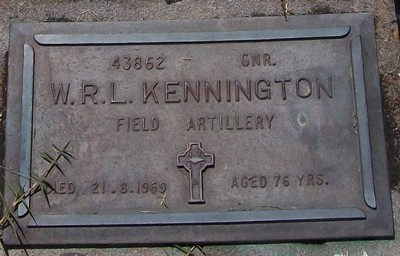 43862 - GNR.
W.R.L. KENNINGTON
FIELD ARTILLERY
DIED 21.8.1969 AGED 76 YRS.